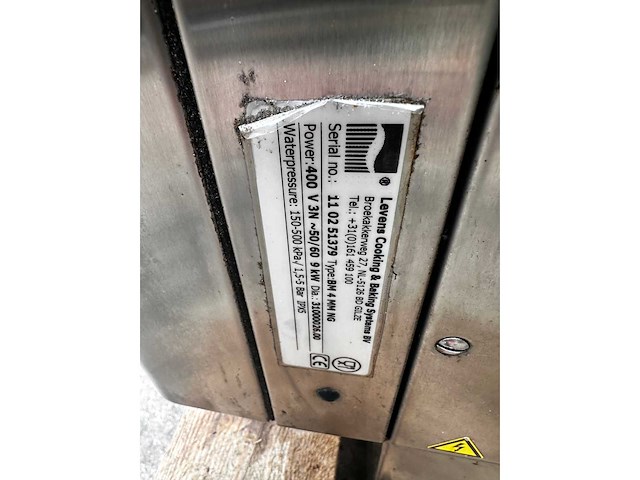 ®
Levens Cooking & Baking Systems BV
Broekakkerweg 27, NL-5126 BD GILZE
Tel.: +31(0)161 459 100
Serial no.: 11 02 51379 Type:BM 4 MM NG
Power:400 V 3N ~50/60 9 kW Dia.: 31000026.00
Waterpressure: 150-500 kPa/ 1,5-5 Bar IPX5
CE